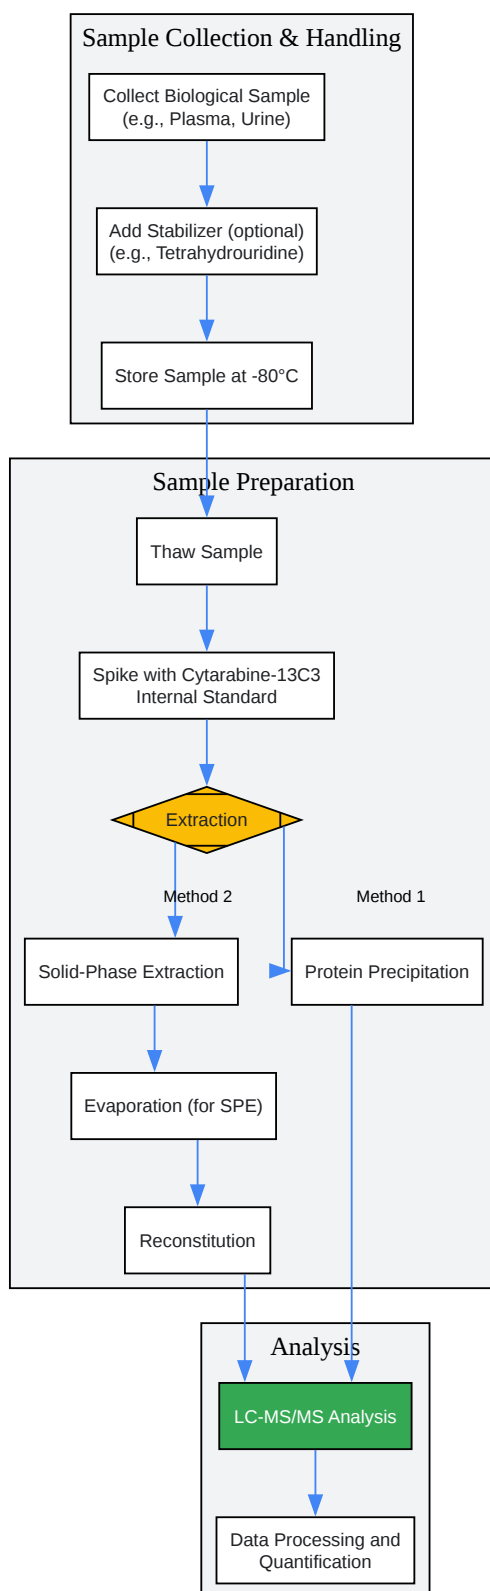 Sample Collection & Handling
Collect Biological Sample
(e.g., Plasma, Urine)
Add Stabilizer (optional)
(e.g., Tetrahydrouridine)
Store Sample at -80°C
Sample Preparation
Thaw Sample
Spike with Cytarabine-13C3
Internal Standard
Extraction
Method 2
Method 1
Solid-Phase Extraction
Protein Precipitation
Evaporation (for SPE)
Reconstitution
Analysis
LC-MS/MS Analysis
Data Processing and
Quantification